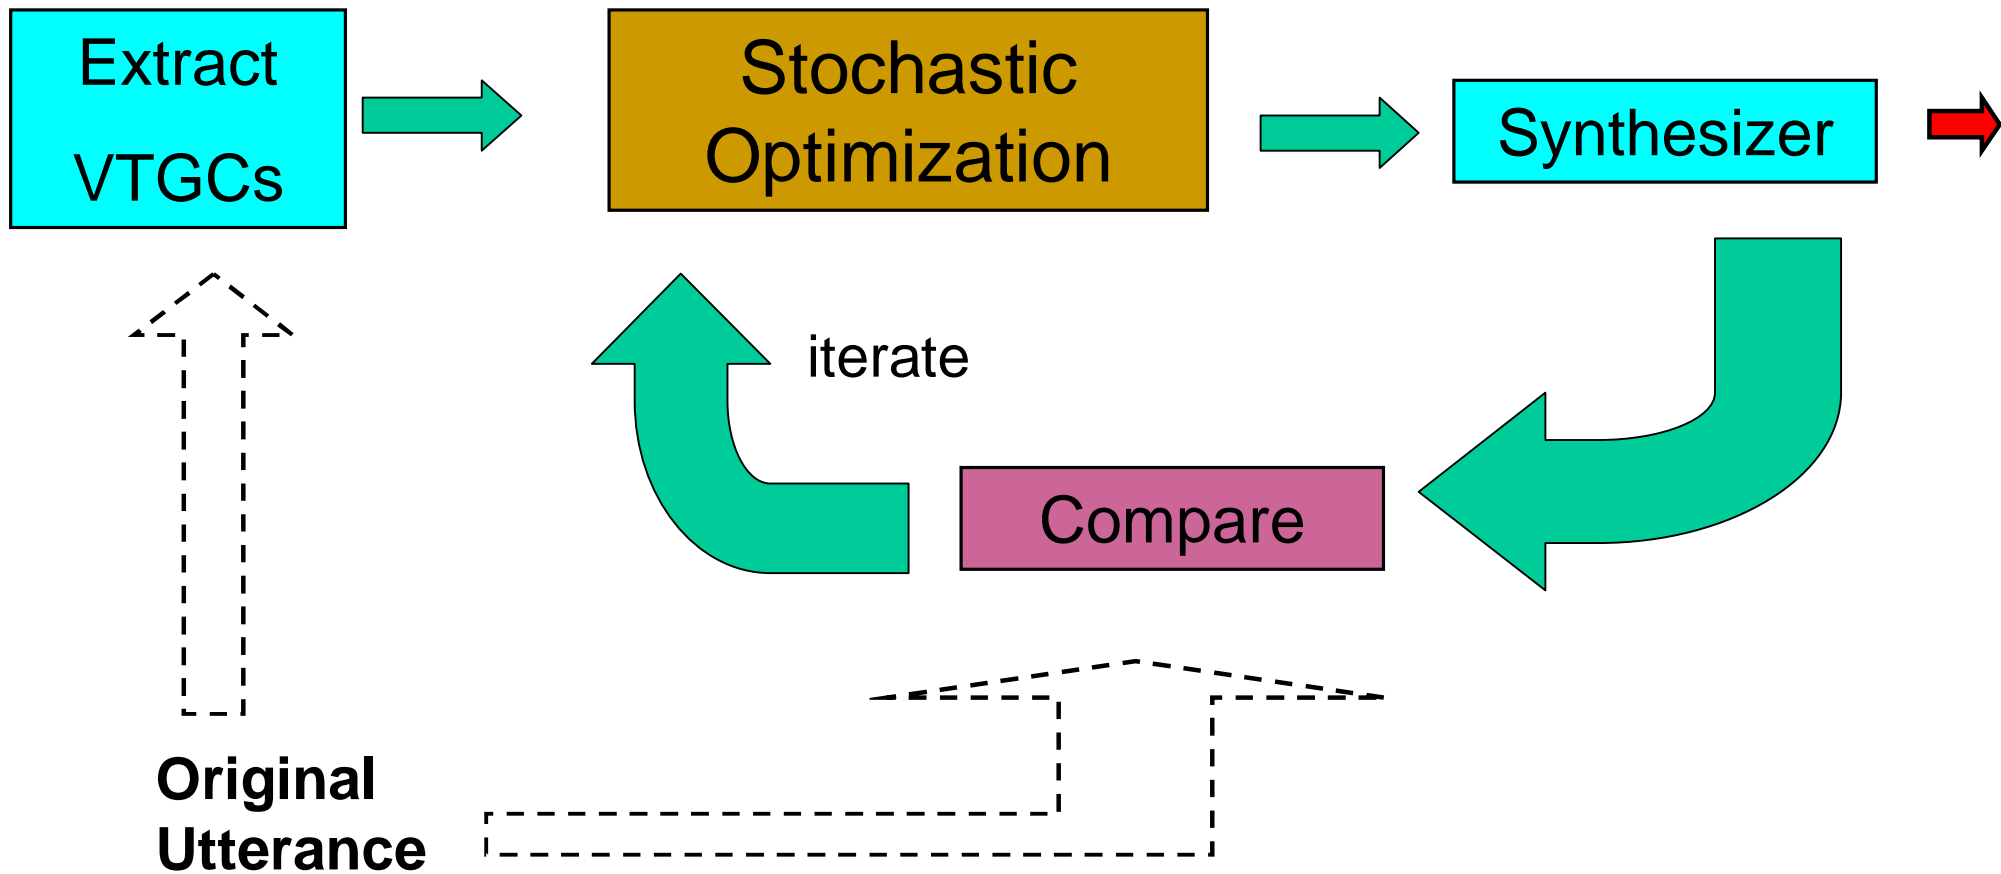 Extract
VTGCs
Stochastic
Optimization
Synthesizer
iterate
Compare
Original
Utterance